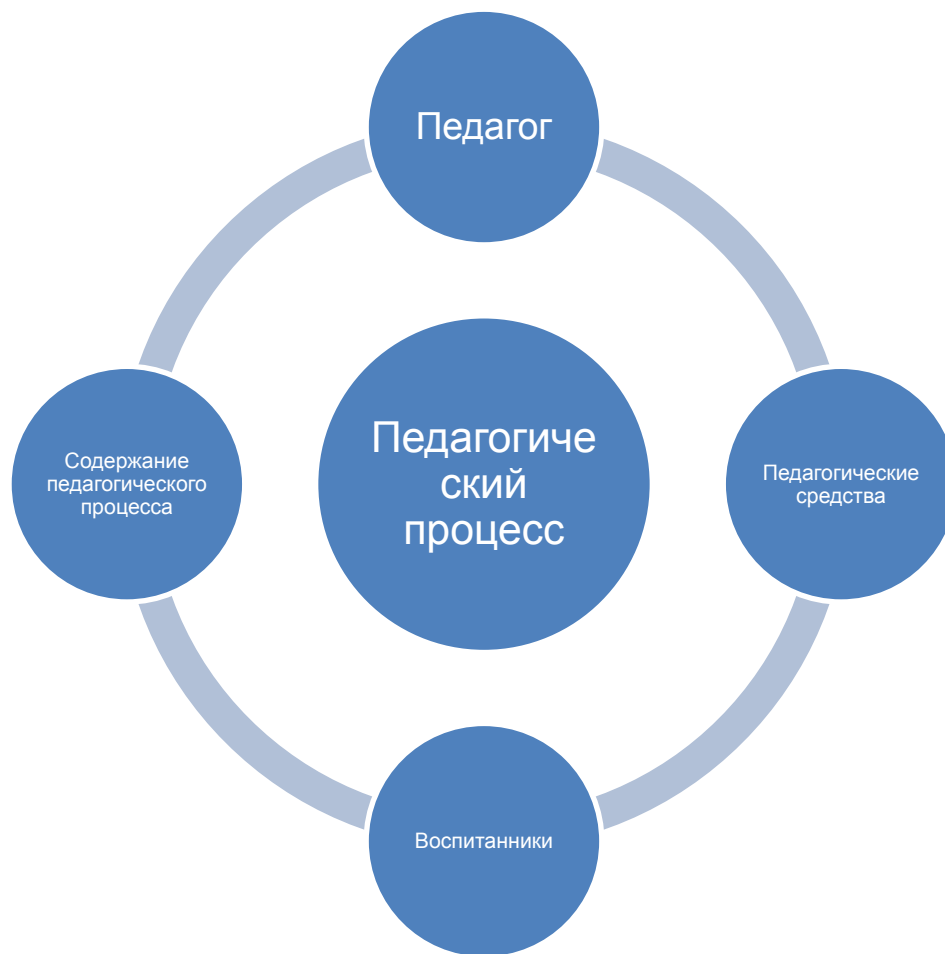 Педагог
Содержание
педагогического
процесса
Педагогиче
ский
процесс
Педагогические
средства
Воспитанники